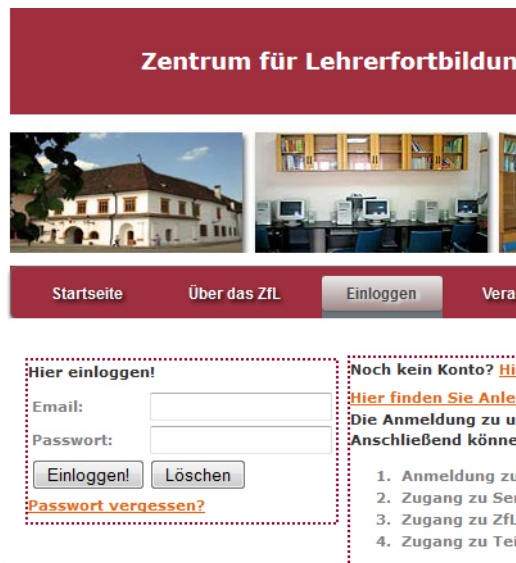 Zentrum für Lehrerfortbildun
Startseite Über das ZfL Einloggen Vera
Hier einloggen!
Email:
Passwort:
Einloggen! Löschen
Passwort vergessen?
Noch kein Konto? Hi
Hier finden Sie Anle
Die Anmeldung zu u
Anschließend könne
1. Anmeldung zu
2. Zugang zu Ser
3. Zugang zu ZfL
4. Zugang zu Tei